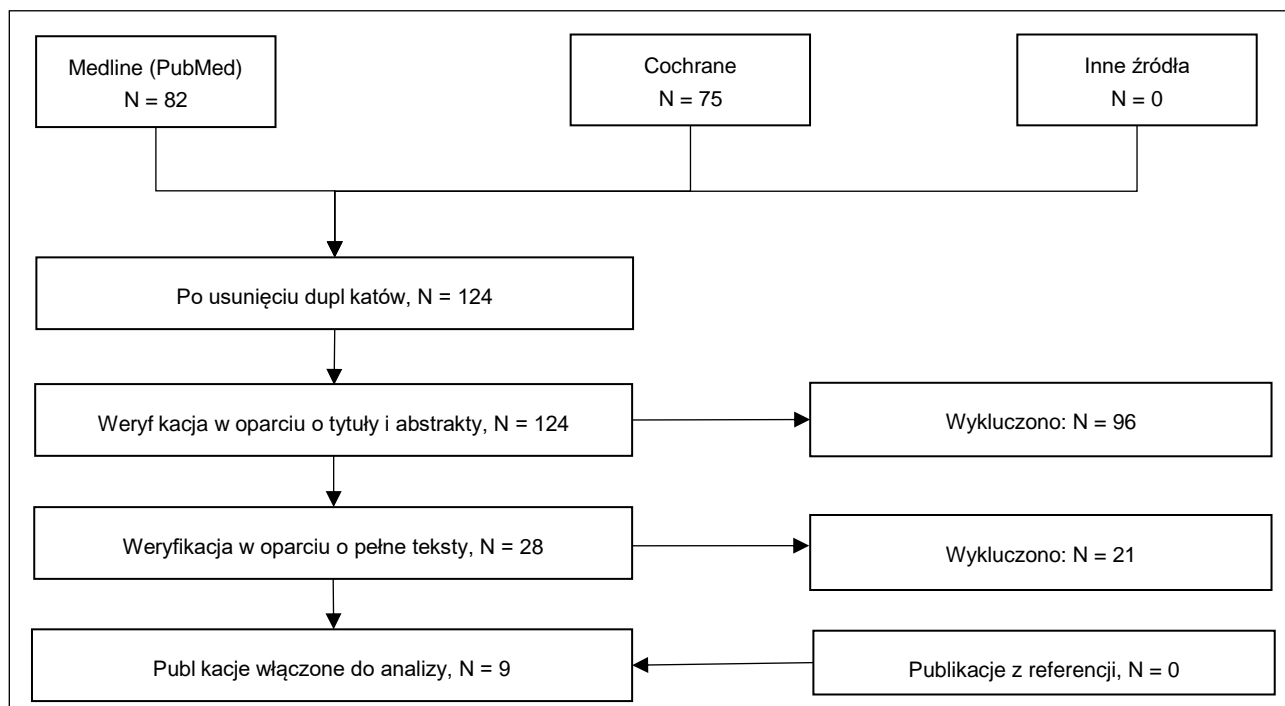 Medline (PubMed)
N = 82
Cochrane
N = 75
Inne źródła
N = 0
Po usunięciu dupl katów, N = 124
Weryf kacja w oparciu o tytuły i abstrakty, N = 124
Wykluczono: N = 96
Weryfikacja w oparciu o pełne teksty, N = 28
Wykluczono: N = 21
Publ kacje włączone do analizy, N = 9
Publikacje z referencji, N = 0